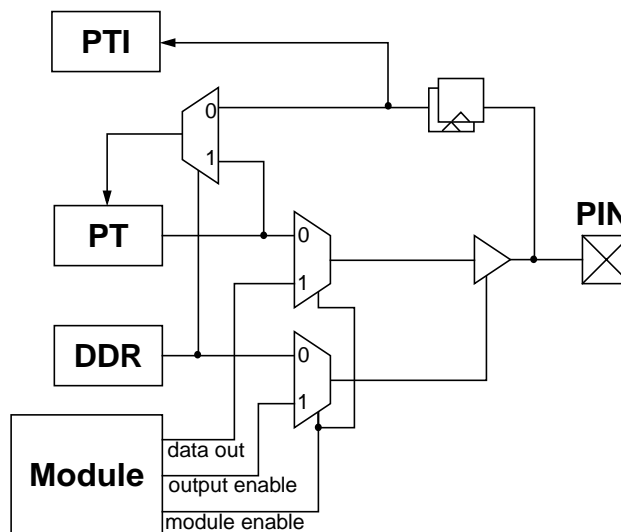 PTI
0
1
PT
PIN
0
1
DDR
0
1
Module
data out
output enable
module enable